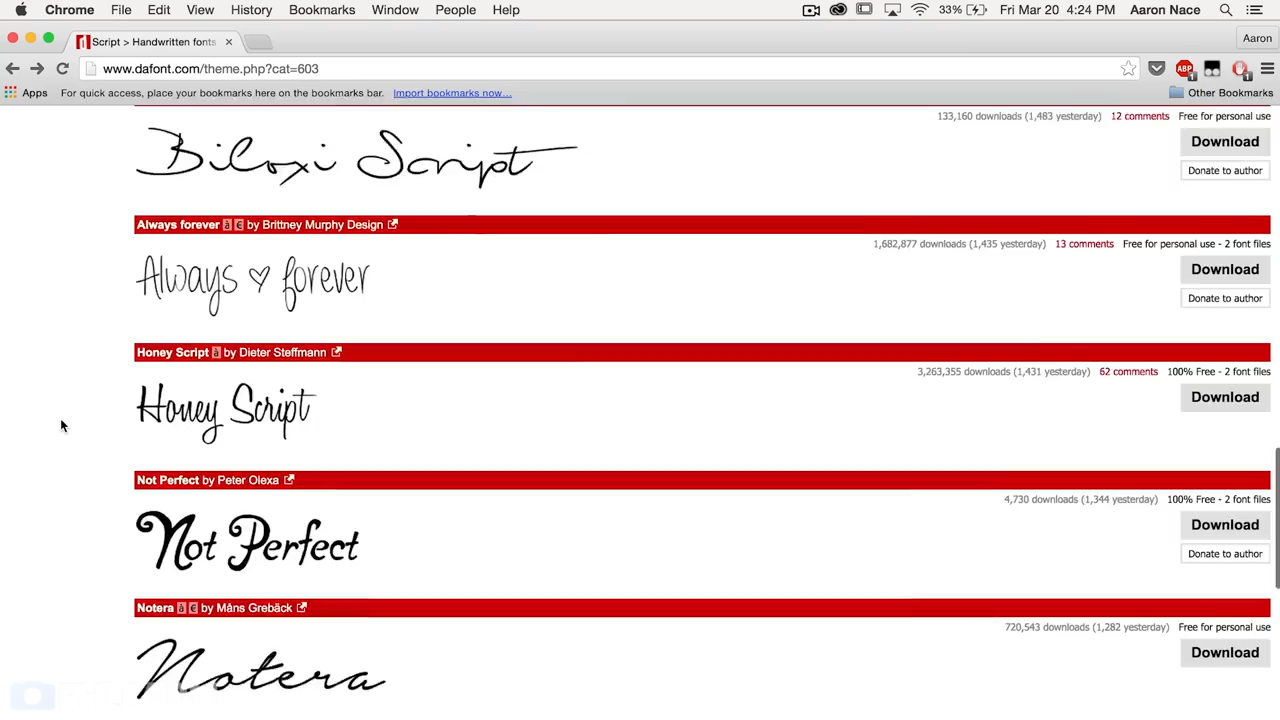 Chrome File Edit View History Bookmarks Window People Help 33% Fri Mar 20 4:24 PM Aaron Nace
Script > Handwritten fonts Aaron
www.dafont.com/theme.php?cat=603 ABP 1 1
Apps For quick access, place your bookmarks here on the bookmarks bar. Import bookmarks now... Other Bookmarks
133,160 downloads (1,483 yesterday) 12 comments Free for personal use
Biloxi Script
Download
Donate to author
Always forever à € by Brittney Murphy Design
1,682,877 downloads (1,435 yesterday) 13 comments Free for personal use - 2 font files
Always forever
Download
Donate to author
Honey Script à by Dieter Steffmann
3,263,355 downloads (1,431 yesterday) 62 comments 100% Free - 2 font files
Honey Script
Download
Not Perfect by Peter Olexa
4,730 downloads (1,344 yesterday) 100% Free - 2 font files
Not Perfect
Download
Donate to author
Notera à € by Måns Grebäck
720,543 downloads (1,282 yesterday) Free for personal use
Notera
Download